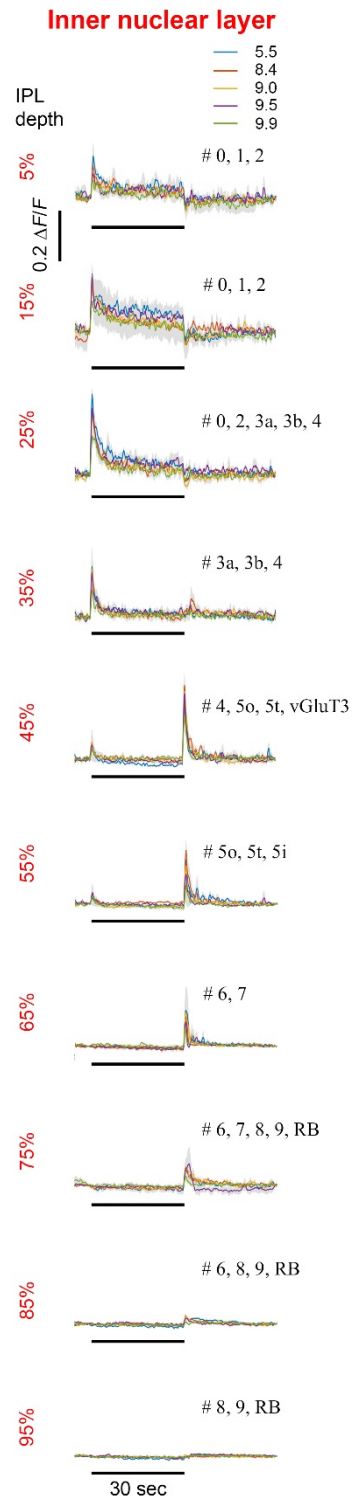 Inner nuclear layer
5.5
8.4
9.0
9.5
9.9
IPL
depth
5%
# 0, 1, 2
0.2 ΔF/F
15%
# 0, 1, 2
25%
# 0, 2, 3a, 3b, 4
35%
# 3a, 3b, 4
45%
# 4, 5o, 5t, vGluT3
55%
# 5o, 5t, 5i
65%
# 6, 7
75%
# 6, 7, 8, 9, RB
85%
# 6, 8, 9, RB
95%
# 8, 9, RB
30 sec